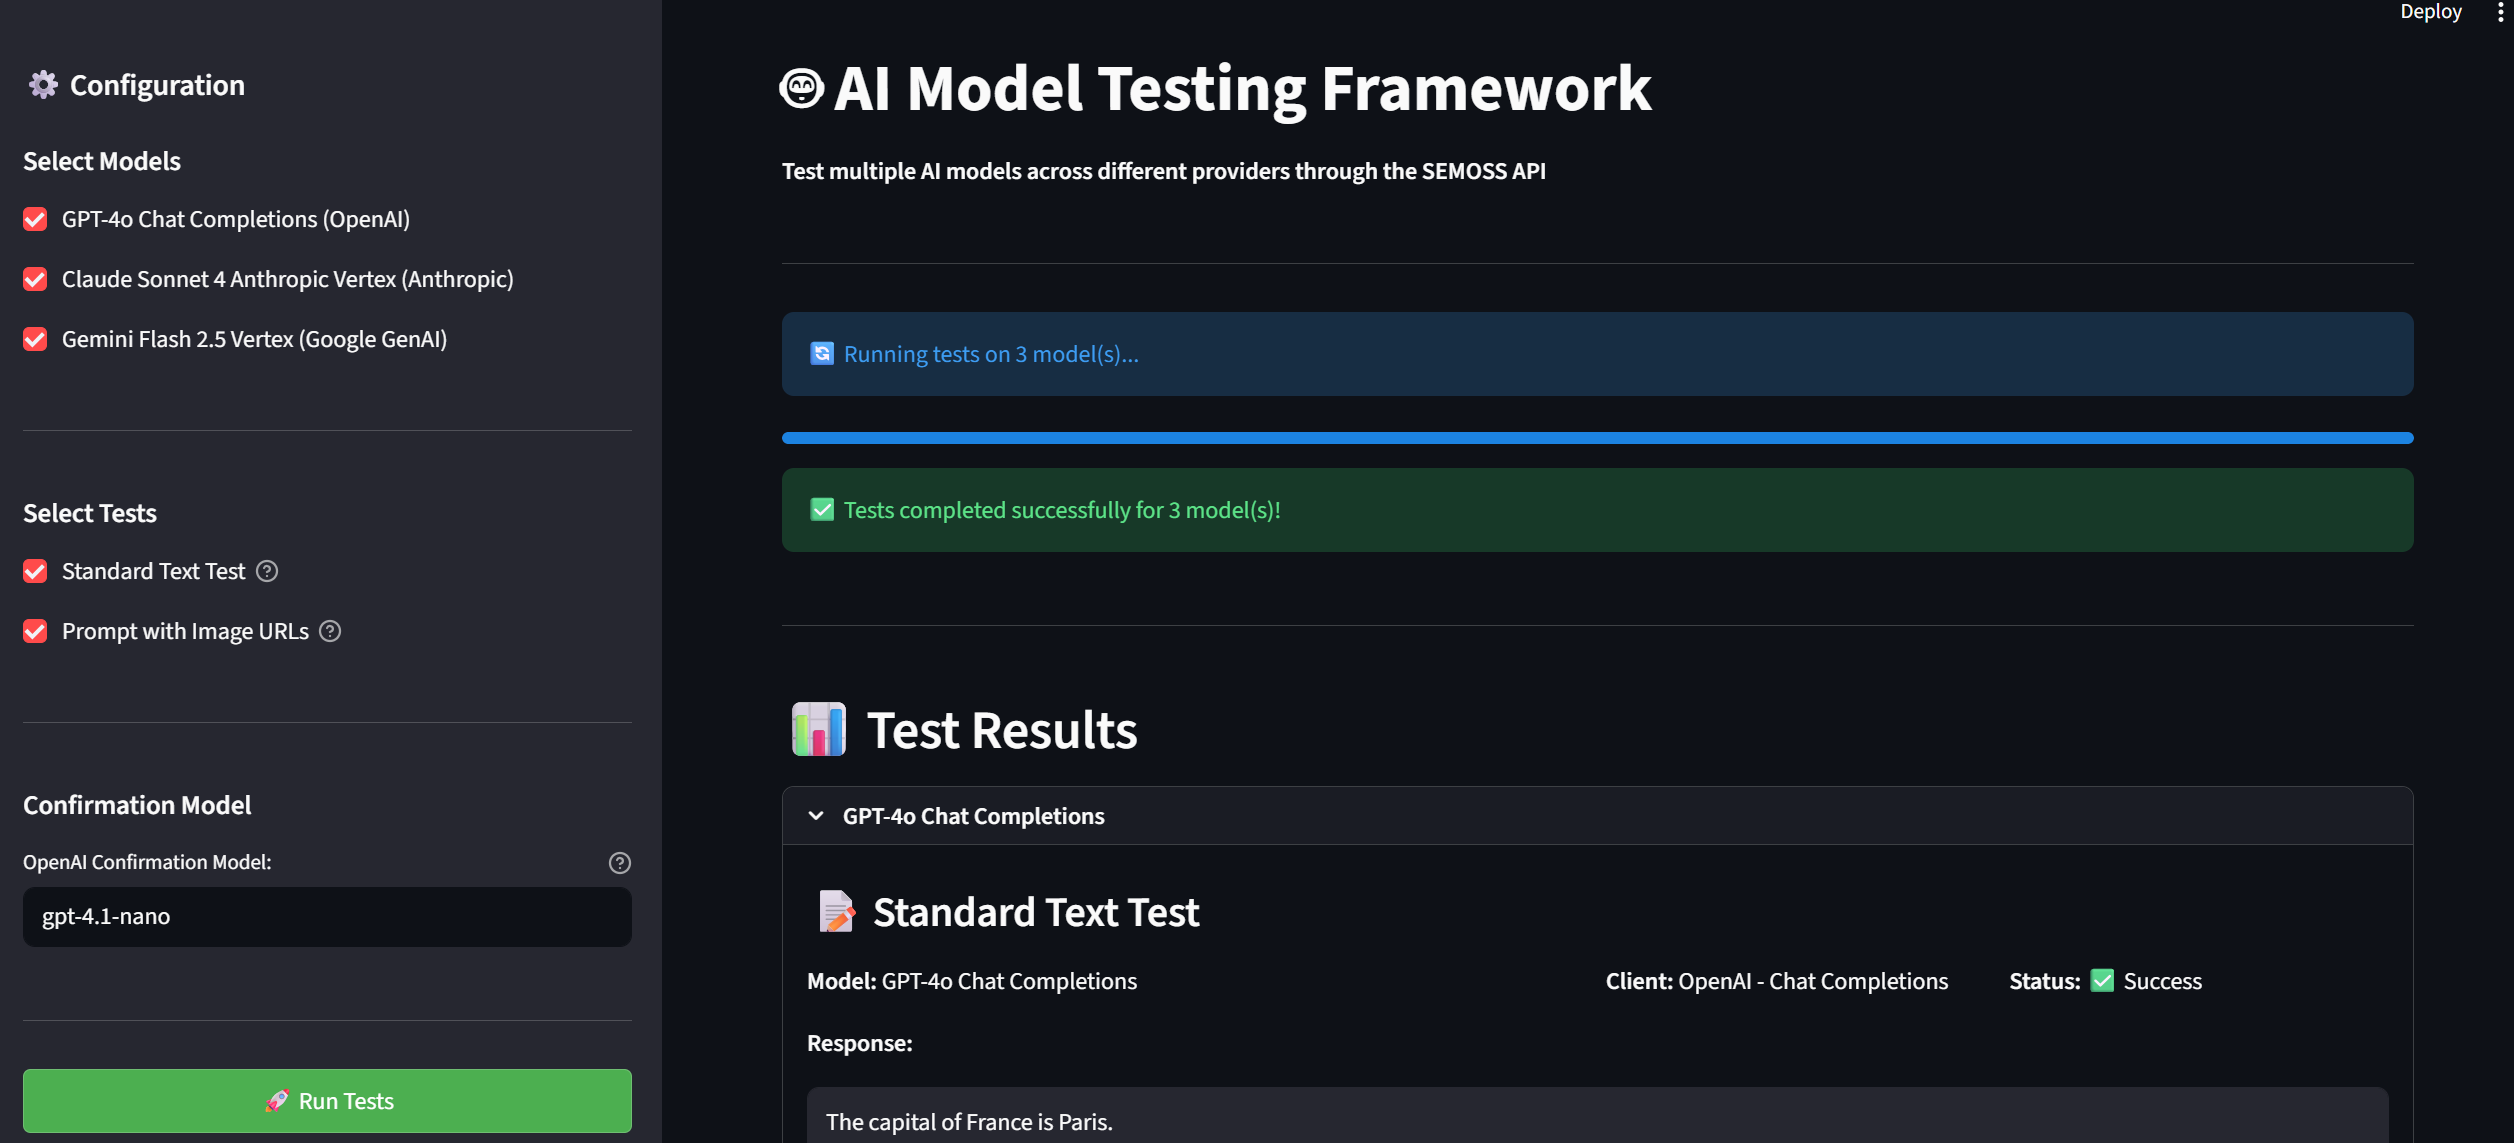 Configuration
Select Models
GPT-4o Chat Completions (OpenAI)
Claude Sonnet 4 Anthropic Vertex (Anthropic)
Gemini Flash 2.5 Vertex (Google GenAI)
Select Tests
Standard Text Test
Prompt with Image URLs
Confirmation Model
OpenAI Confirmation Model:
gpt-4.1-nano
Run Tests
Deploy
AI Model Testing Framework
Test multiple AI models across different providers through the SEMOSS API
Running tests on 3 model(s)...
Tests completed successfully for 3 model(s)!
Test Results
GPT-4o Chat Completions
Standard Text Test
Model: GPT-4o Chat Completions
Client: OpenAI - Chat Completions
Status: Success
Response:
The capital of France is Paris.